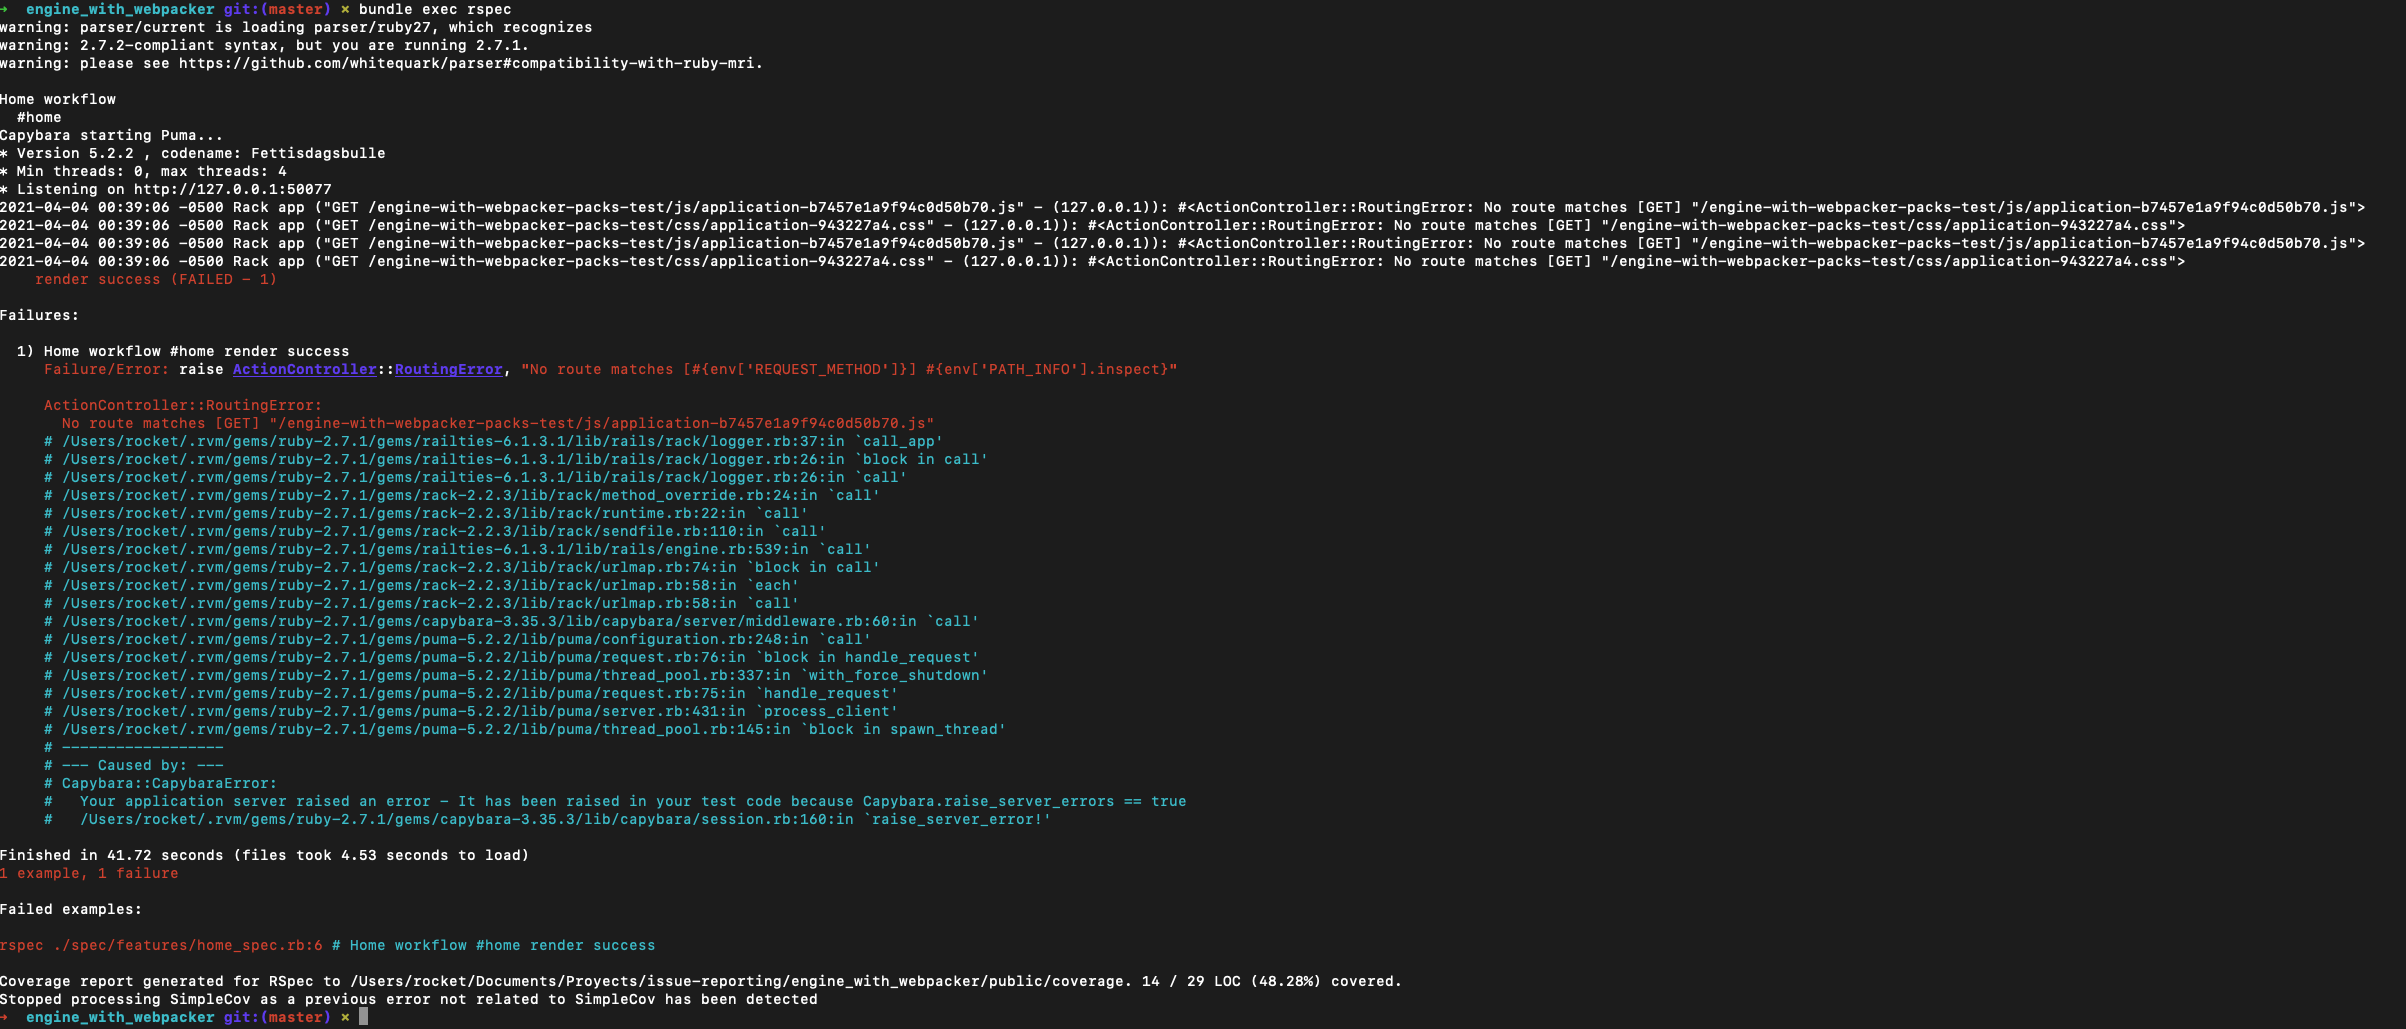 →  engine_with_webpacker git:(master) ✗ bundle exec rspec
warning: parser/current is loading parser/ruby27, which recognizes
warning: 2.7.2-compliant syntax, but you are running 2.7.1.
warning: please see https://github.com/whitequark/parser#compatibility-with-ruby-mri.

Home workflow
  #home
Capybara starting Puma...
* Version 5.2.2 , codename: Fettisdagsbulle
* Min threads: 0, max threads: 4
* Listening on http://127.0.0.1:50077
2021-04-04 00:39:06 -0500 Rack app ("GET /engine-with-webpacker-packs-test/js/application-b7457e1a9f94c0d50b70.js" - (127.0.0.1)): #<ActionController::RoutingError: No route matches [GET] "/engine-with-webpacker-packs-test/js/application-b7457e1a9f94c0d50b70.js">
2021-04-04 00:39:06 -0500 Rack app ("GET /engine-with-webpacker-packs-test/css/application-943227a4.css" - (127.0.0.1)): #<ActionController::RoutingError: No route matches [GET] "/engine-with-webpacker-packs-test/css/application-943227a4.css">
2021-04-04 00:39:06 -0500 Rack app ("GET /engine-with-webpacker-packs-test/js/application-b7457e1a9f94c0d50b70.js" - (127.0.0.1)): #<ActionController::RoutingError: No route matches [GET] "/engine-with-webpacker-packs-test/js/application-b7457e1a9f94c0d50b70.js">
2021-04-04 00:39:06 -0500 Rack app ("GET /engine-with-webpacker-packs-test/css/application-943227a4.css" - (127.0.0.1)): #<ActionController::RoutingError: No route matches [GET] "/engine-with-webpacker-packs-test/css/application-943227a4.css">
    render success (FAILED - 1)

Failures:

  1) Home workflow #home render success
     Failure/Error: raise ActionController::RoutingError, "No route matches [#{env['REQUEST_METHOD']}] #{env['PATH_INFO'].inspect}"

     ActionController::RoutingError:
       No route matches [GET] "/engine-with-webpacker-packs-test/js/application-b7457e1a9f94c0d50b70.js"
     # /Users/rocket/.rvm/gems/ruby-2.7.1/gems/railties-6.1.3.1/lib/rails/rack/logger.rb:37:in `call_app'
     # /Users/rocket/.rvm/gems/ruby-2.7.1/gems/railties-6.1.3.1/lib/rails/rack/logger.rb:26:in `block in call'
     # /Users/rocket/.rvm/gems/ruby-2.7.1/gems/railties-6.1.3.1/lib/rails/rack/logger.rb:26:in `call'
     # /Users/rocket/.rvm/gems/ruby-2.7.1/gems/rack-2.2.3/lib/rack/method_override.rb:24:in `call'
     # /Users/rocket/.rvm/gems/ruby-2.7.1/gems/rack-2.2.3/lib/rack/runtime.rb:22:in `call'
     # /Users/rocket/.rvm/gems/ruby-2.7.1/gems/rack-2.2.3/lib/rack/sendfile.rb:110:in `call'
     # /Users/rocket/.rvm/gems/ruby-2.7.1/gems/railties-6.1.3.1/lib/rails/engine.rb:539:in `call'
     # /Users/rocket/.rvm/gems/ruby-2.7.1/gems/rack-2.2.3/lib/rack/urlmap.rb:74:in `block in call'
     # /Users/rocket/.rvm/gems/ruby-2.7.1/gems/rack-2.2.3/lib/rack/urlmap.rb:58:in `each'
     # /Users/rocket/.rvm/gems/ruby-2.7.1/gems/rack-2.2.3/lib/rack/urlmap.rb:58:in `call'
     # /Users/rocket/.rvm/gems/ruby-2.7.1/gems/capybara-3.35.3/lib/capybara/server/middleware.rb:60:in `call'
     # /Users/rocket/.rvm/gems/ruby-2.7.1/gems/puma-5.2.2/lib/puma/configuration.rb:248:in `call'
     # /Users/rocket/.rvm/gems/ruby-2.7.1/gems/puma-5.2.2/lib/puma/request.rb:76:in `block in handle_request'
     # /Users/rocket/.rvm/gems/ruby-2.7.1/gems/puma-5.2.2/lib/puma/thread_pool.rb:337:in `with_force_shutdown'
     # /Users/rocket/.rvm/gems/ruby-2.7.1/gems/puma-5.2.2/lib/puma/request.rb:75:in `handle_request'
     # /Users/rocket/.rvm/gems/ruby-2.7.1/gems/puma-5.2.2/lib/puma/server.rb:431:in `process_client'
     # /Users/rocket/.rvm/gems/ruby-2.7.1/gems/puma-5.2.2/lib/puma/thread_pool.rb:145:in `block in spawn_thread'
     # ------------------
     # --- Caused by: ---
     # Capybara::CapybaraError:
     #   Your application server raised an error - It has been raised in your test code because Capybara.raise_server_errors == true
     #   /Users/rocket/.rvm/gems/ruby-2.7.1/gems/capybara-3.35.3/lib/capybara/session.rb:160:in `raise_server_error!'

Finished in 41.72 seconds (files took 4.53 seconds to load)
1 example, 1 failure

Failed examples:

rspec ./spec/features/home_spec.rb:6 # Home workflow #home render success

Coverage report generated for RSpec to /Users/rocket/Documents/Proyects/issue-reporting/engine_with_webpacker/public/coverage. 14 / 29 LOC (48.28%) covered.
Stopped processing SimpleCov as a previous error not related to SimpleCov has been detected
→  engine_with_webpacker git:(master) ✗